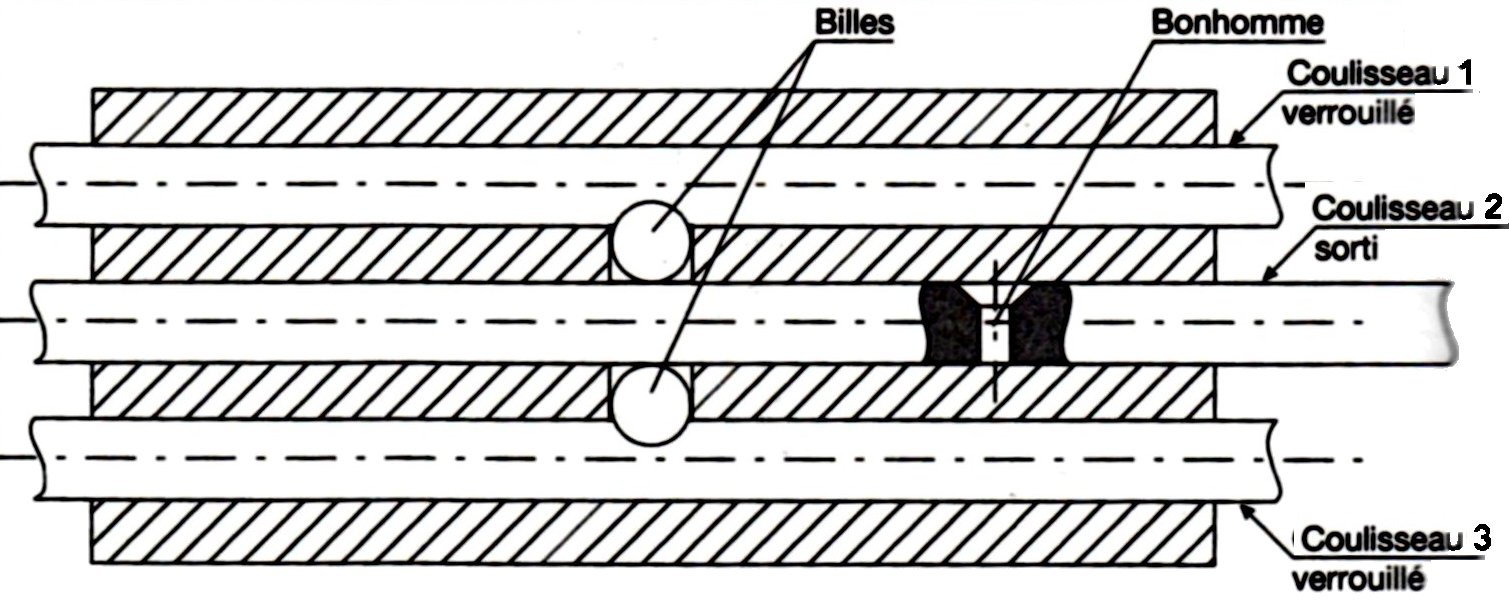 Billes
Bonhomme
Coulisseau 1
verrouillé
Coulisseau 2
sorti
Coulisseau 3
verrouillé